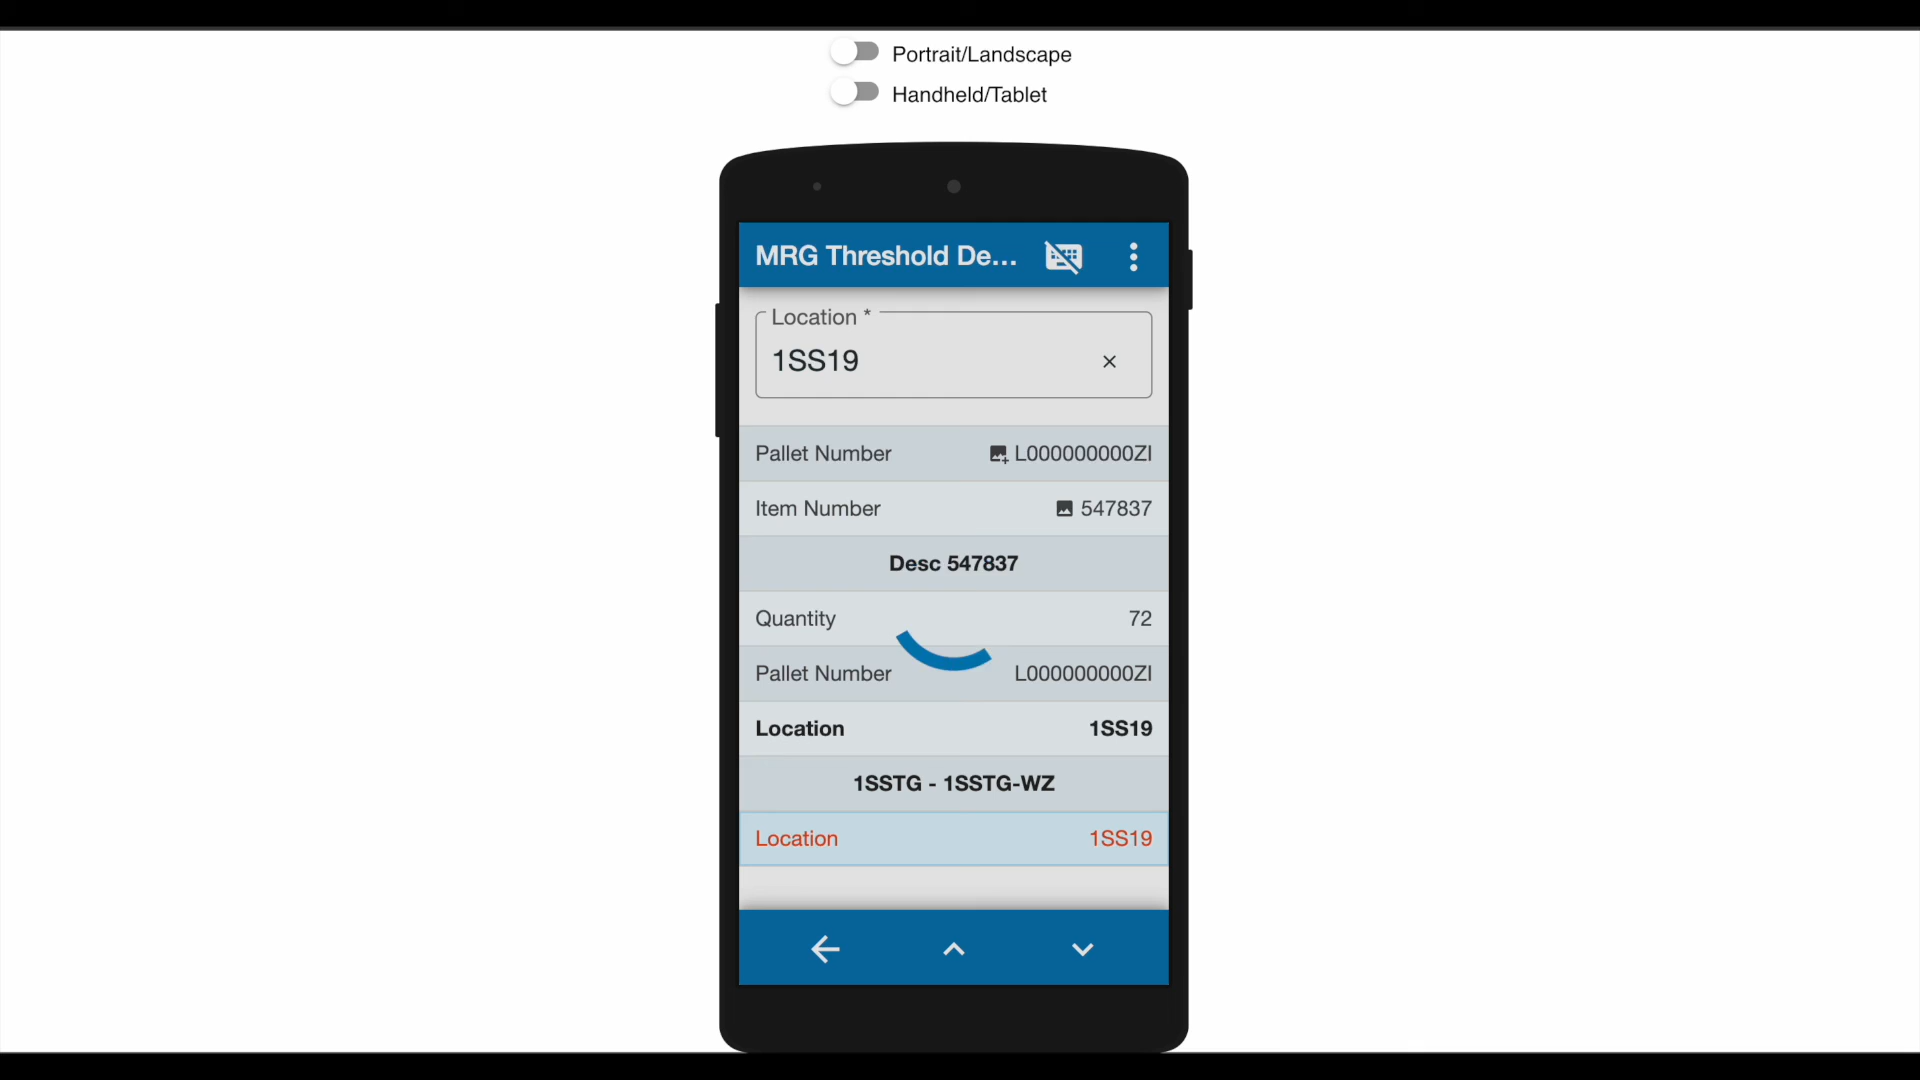 Portrait/Landscape
Handheld/Tablet
MRG Threshold De...
Location *
1SS19
Pallet Number L000000000ZI
Item Number 547837
Desc 547837
Quantity 72
Pallet Number L000000000ZI
Location 1SS19
1SSTG - 1SSTG-WZ
Location 1SS19